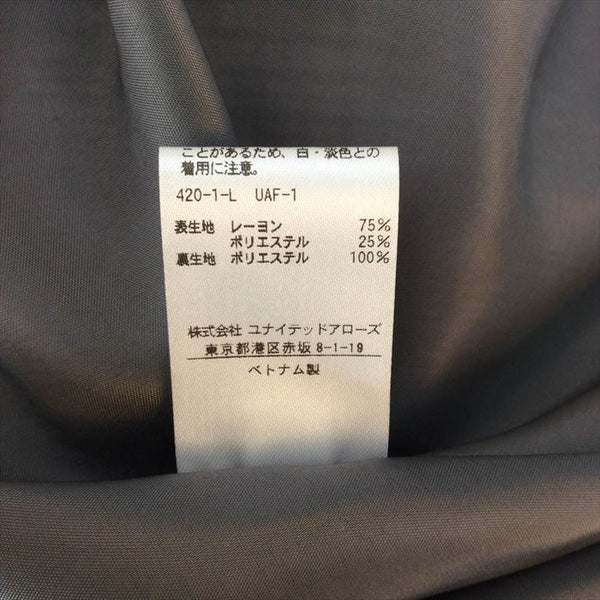 ことがあるため、白・淡色との
着用に注意。
420-1-L UAF-1
表生地 レーヨン 75%
ポリエステル 25%
裏生地 ポリエステル 100%
株式会社 ユナイテッドアローズ
東京都港区赤坂 8-1-19
ベトナム製